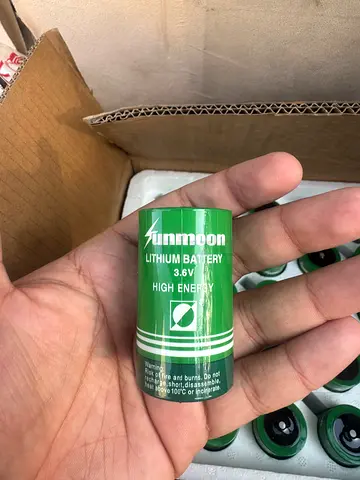 Sunmoon
LITHIUM BATTERY
3.6V
HIGH ENERGY
Warning:
Risk of fire ant burns. Do not
recharge,short,disassemble,
heat above 100°C or incinerate.